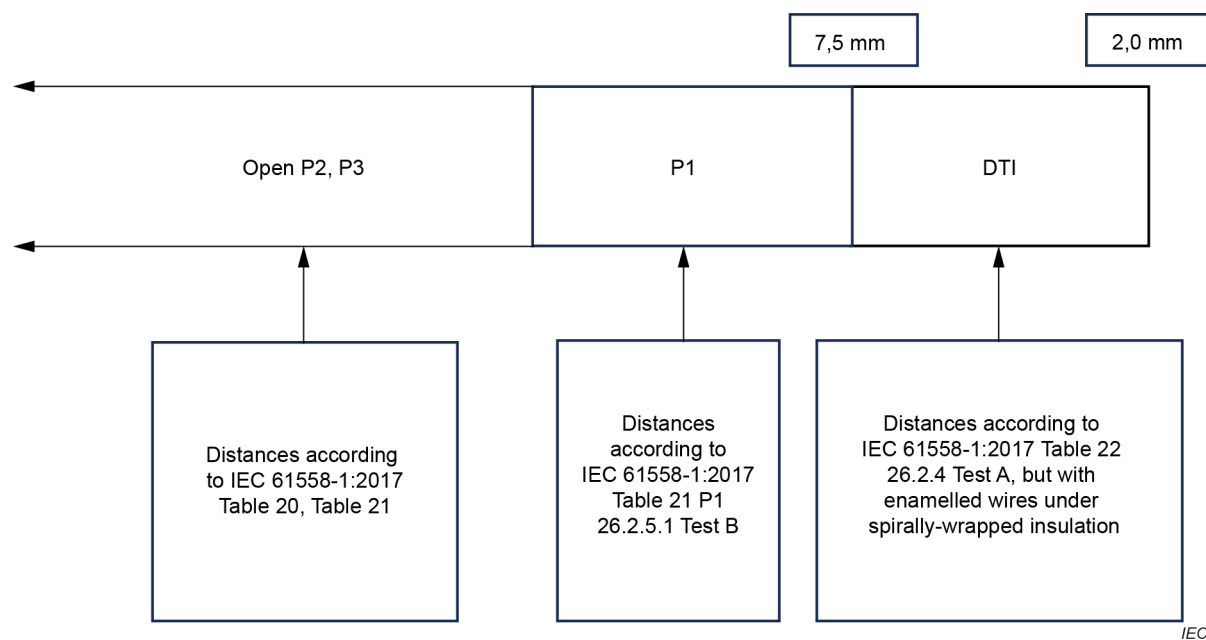 7,5 mm
2,0 mm
Open P2, P3
P1
DTI
Distances according
to IEC 61558-1:2017
Table 20, Table 21
Distances
according to
IEC 61558-1:2017
Table 21 P1
26.2.5.1 Test B
Distances according to
IEC 61558-1:2017 Table 22
26.2.4 Test A, but with
enamelled wires under
spirally-wrapped insulation
IEC